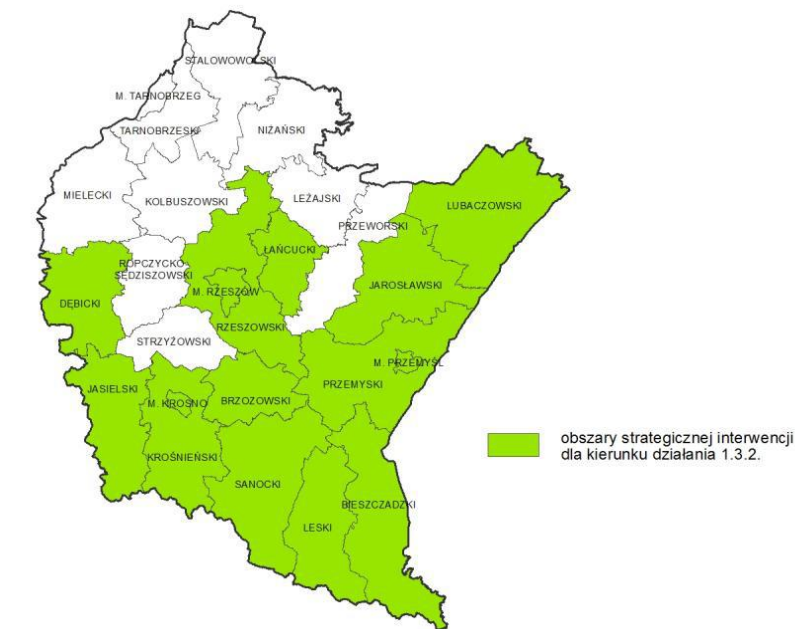 STALOWOWOLSKI
M. TARNOBRZEG
TARNOBRZESKI
NIŻAŃSKI
MIELECKI
KOLBUSZOWSKI
LEŻAJSKI
LUBACZOWSKI
PRZEWORSKI
ŁAŃCUCKI
ROPCZYCKO
SĘDZISZOWSKI
JAROSŁAWSKI
M. RZESZÓW
DĘBICKI
RZESZOWSKI
STRZYŻOWSKI
M. PRZEMYŚL
JASIELSKI
PRZEMYSKI
M. KROSNO
BRZOZOWSKI
obszary strategicznej interwencji
dla kierunku działania 1.3.2.
KROŚNIEŃSKI
SANOCKI
BIESZCZADZKI
LESKI